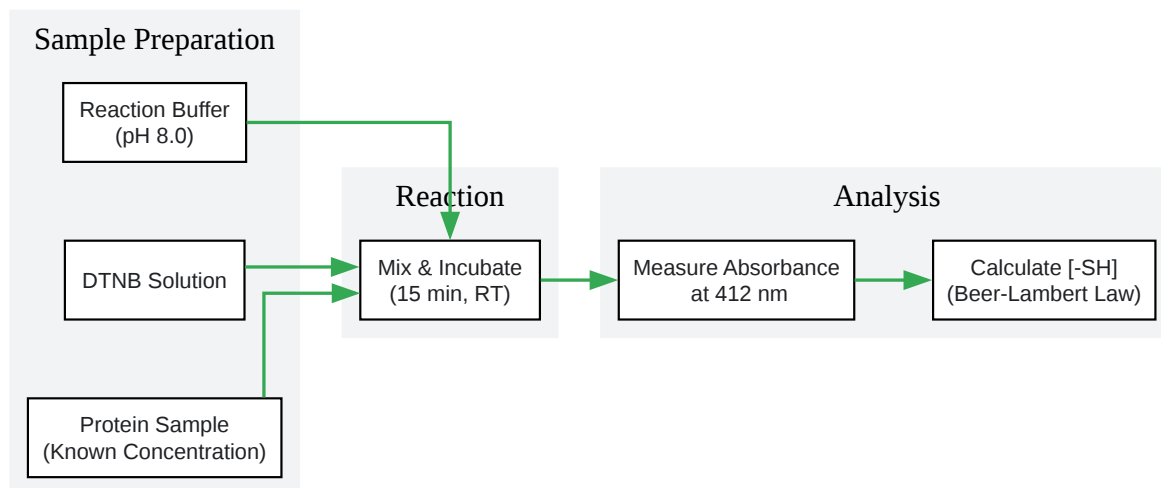 Sample Preparation
Reaction Buffer
(pH 8.0)
DTNB Solution
Protein Sample
(Known Concentration)
Reaction
Mix & Incubate
(15 min, RT)
Analysis
Measure Absorbance
at 412 nm
Calculate [-SH]
(Beer-Lambert Law)